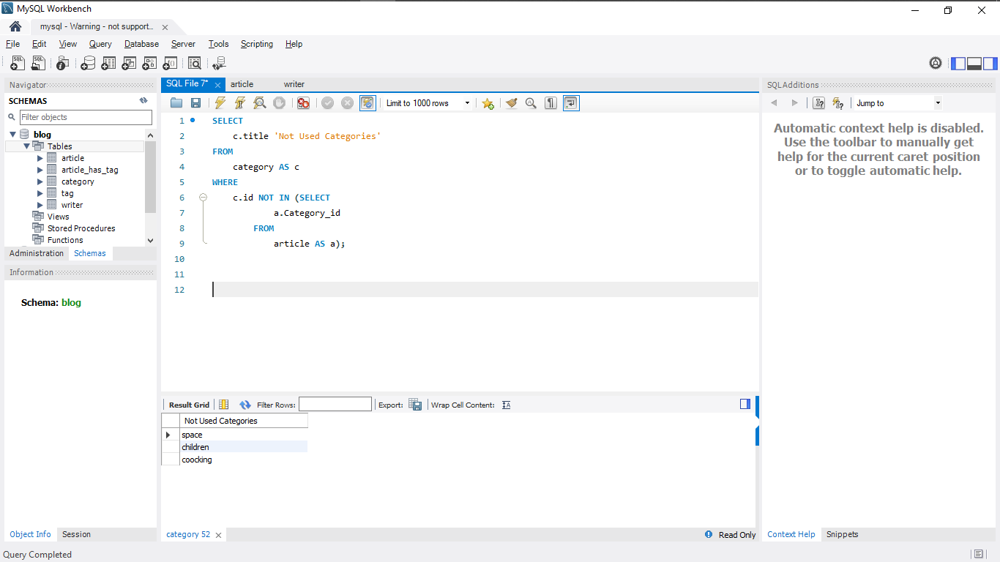 MySQL Workbench
mysql - Warning - not support...
File Edit View Query Database Server Tools Scripting Help
Navigator
SCHEMAS
Filter objects
blog
Tables
article
article_has_tag
category
tag
writer
Views
Stored Procedures
Functions
Administration Schemas
Information
Schema: blog
Object Info Session
SQL File 7* article writer
Limit to 1000 rows
1 SELECT
2 c.title 'Not Used Categories'
3 FROM
4 category AS c
5 WHERE
6 c.id NOT IN (SELECT
7 a.Category_id
8 FROM
9 article AS a);
10
11
12
Result Grid Filter Rows: Export: Wrap Cell Content:
Not Used Categories
space
children
coocking
category 52 Read Only
SQLAdditions
Jump to
Automatic context help is disabled.
Use the toolbar to manually get
help for the current caret position
or to toggle automatic help.
Context Help Snippets
Query Completed